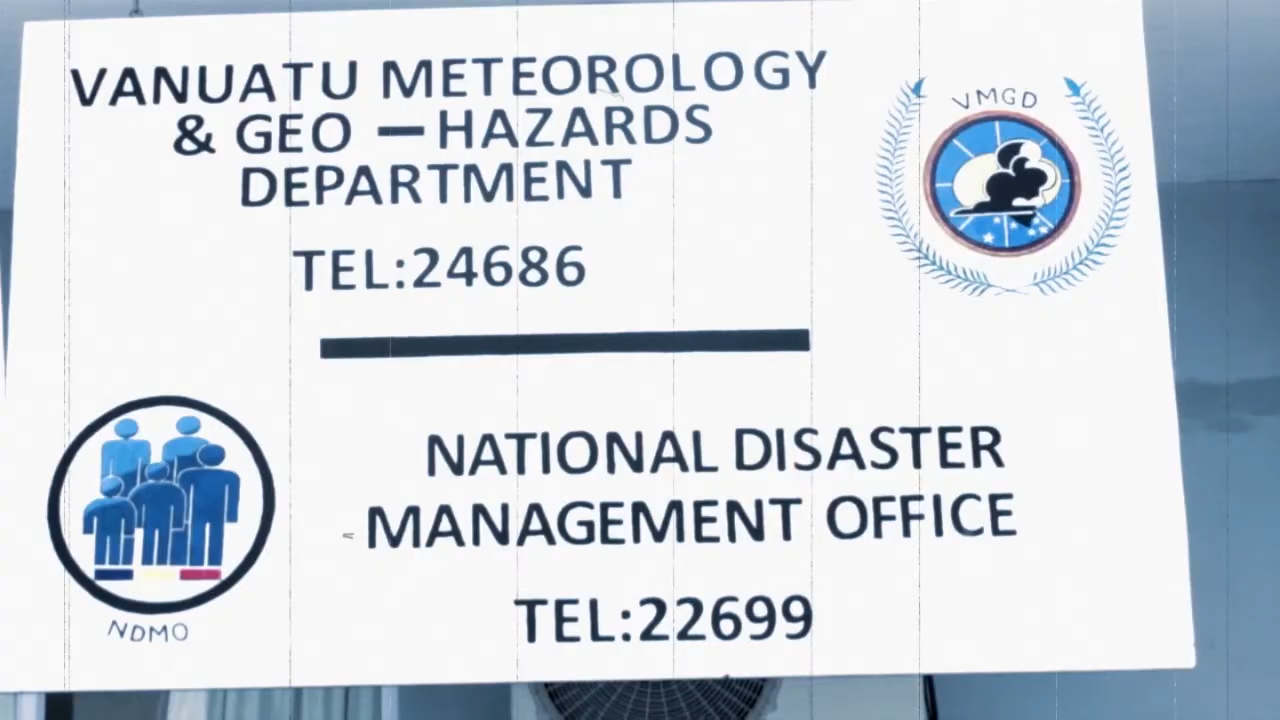 VANUATU METEOROLOGY
& GEO – HAZARDS
DEPARTMENT
TEL:24686
VMGD
NATIONAL DISASTER
MANAGEMENT OFFICE
TEL:22699
NDMO